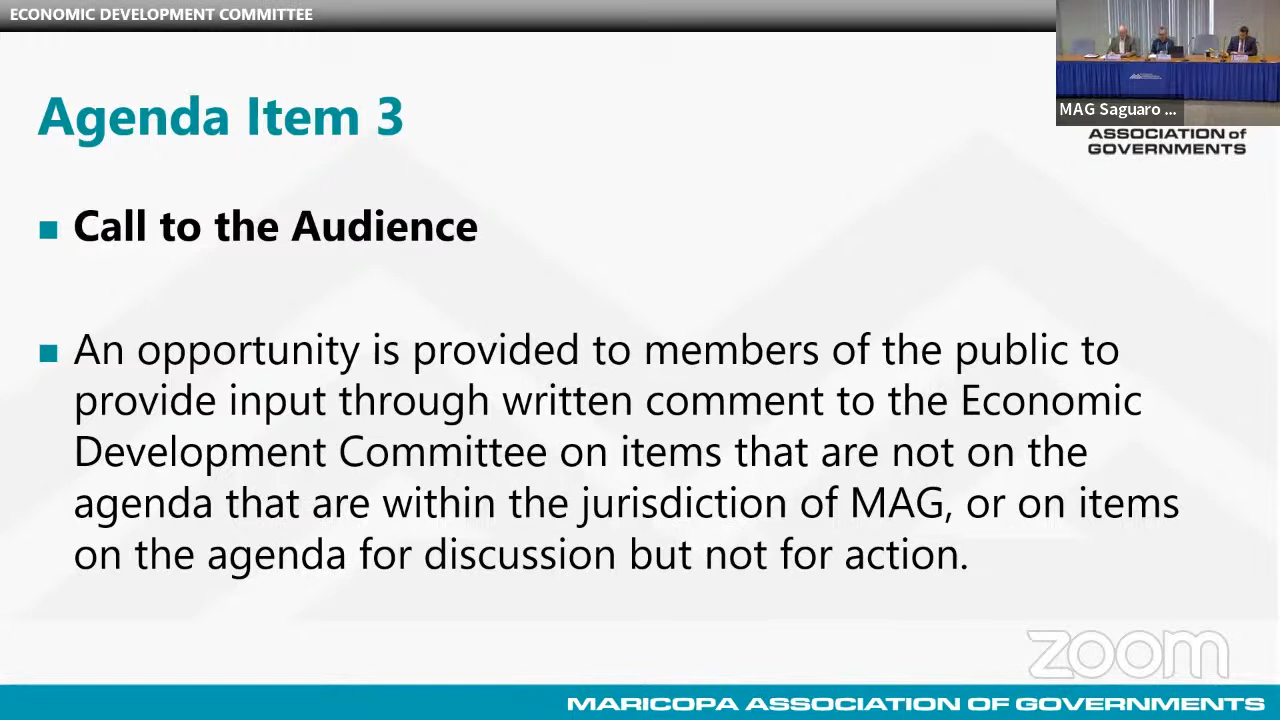 ECONOMIC DEVELOPMENT COMMITTEE
MAG Saguaro ...
ASSOCIATION of
GOVERNMENTS
Agenda Item 3
Call to the Audience
An opportunity is provided to members of the public to
provide input through written comment to the Economic
Development Committee on items that are not on the
agenda that are within the jurisdiction of MAG, or on items
on the agenda for discussion but not for action.
zoom
MARICOPA ASSOCIATION OF GOVERNMENTS